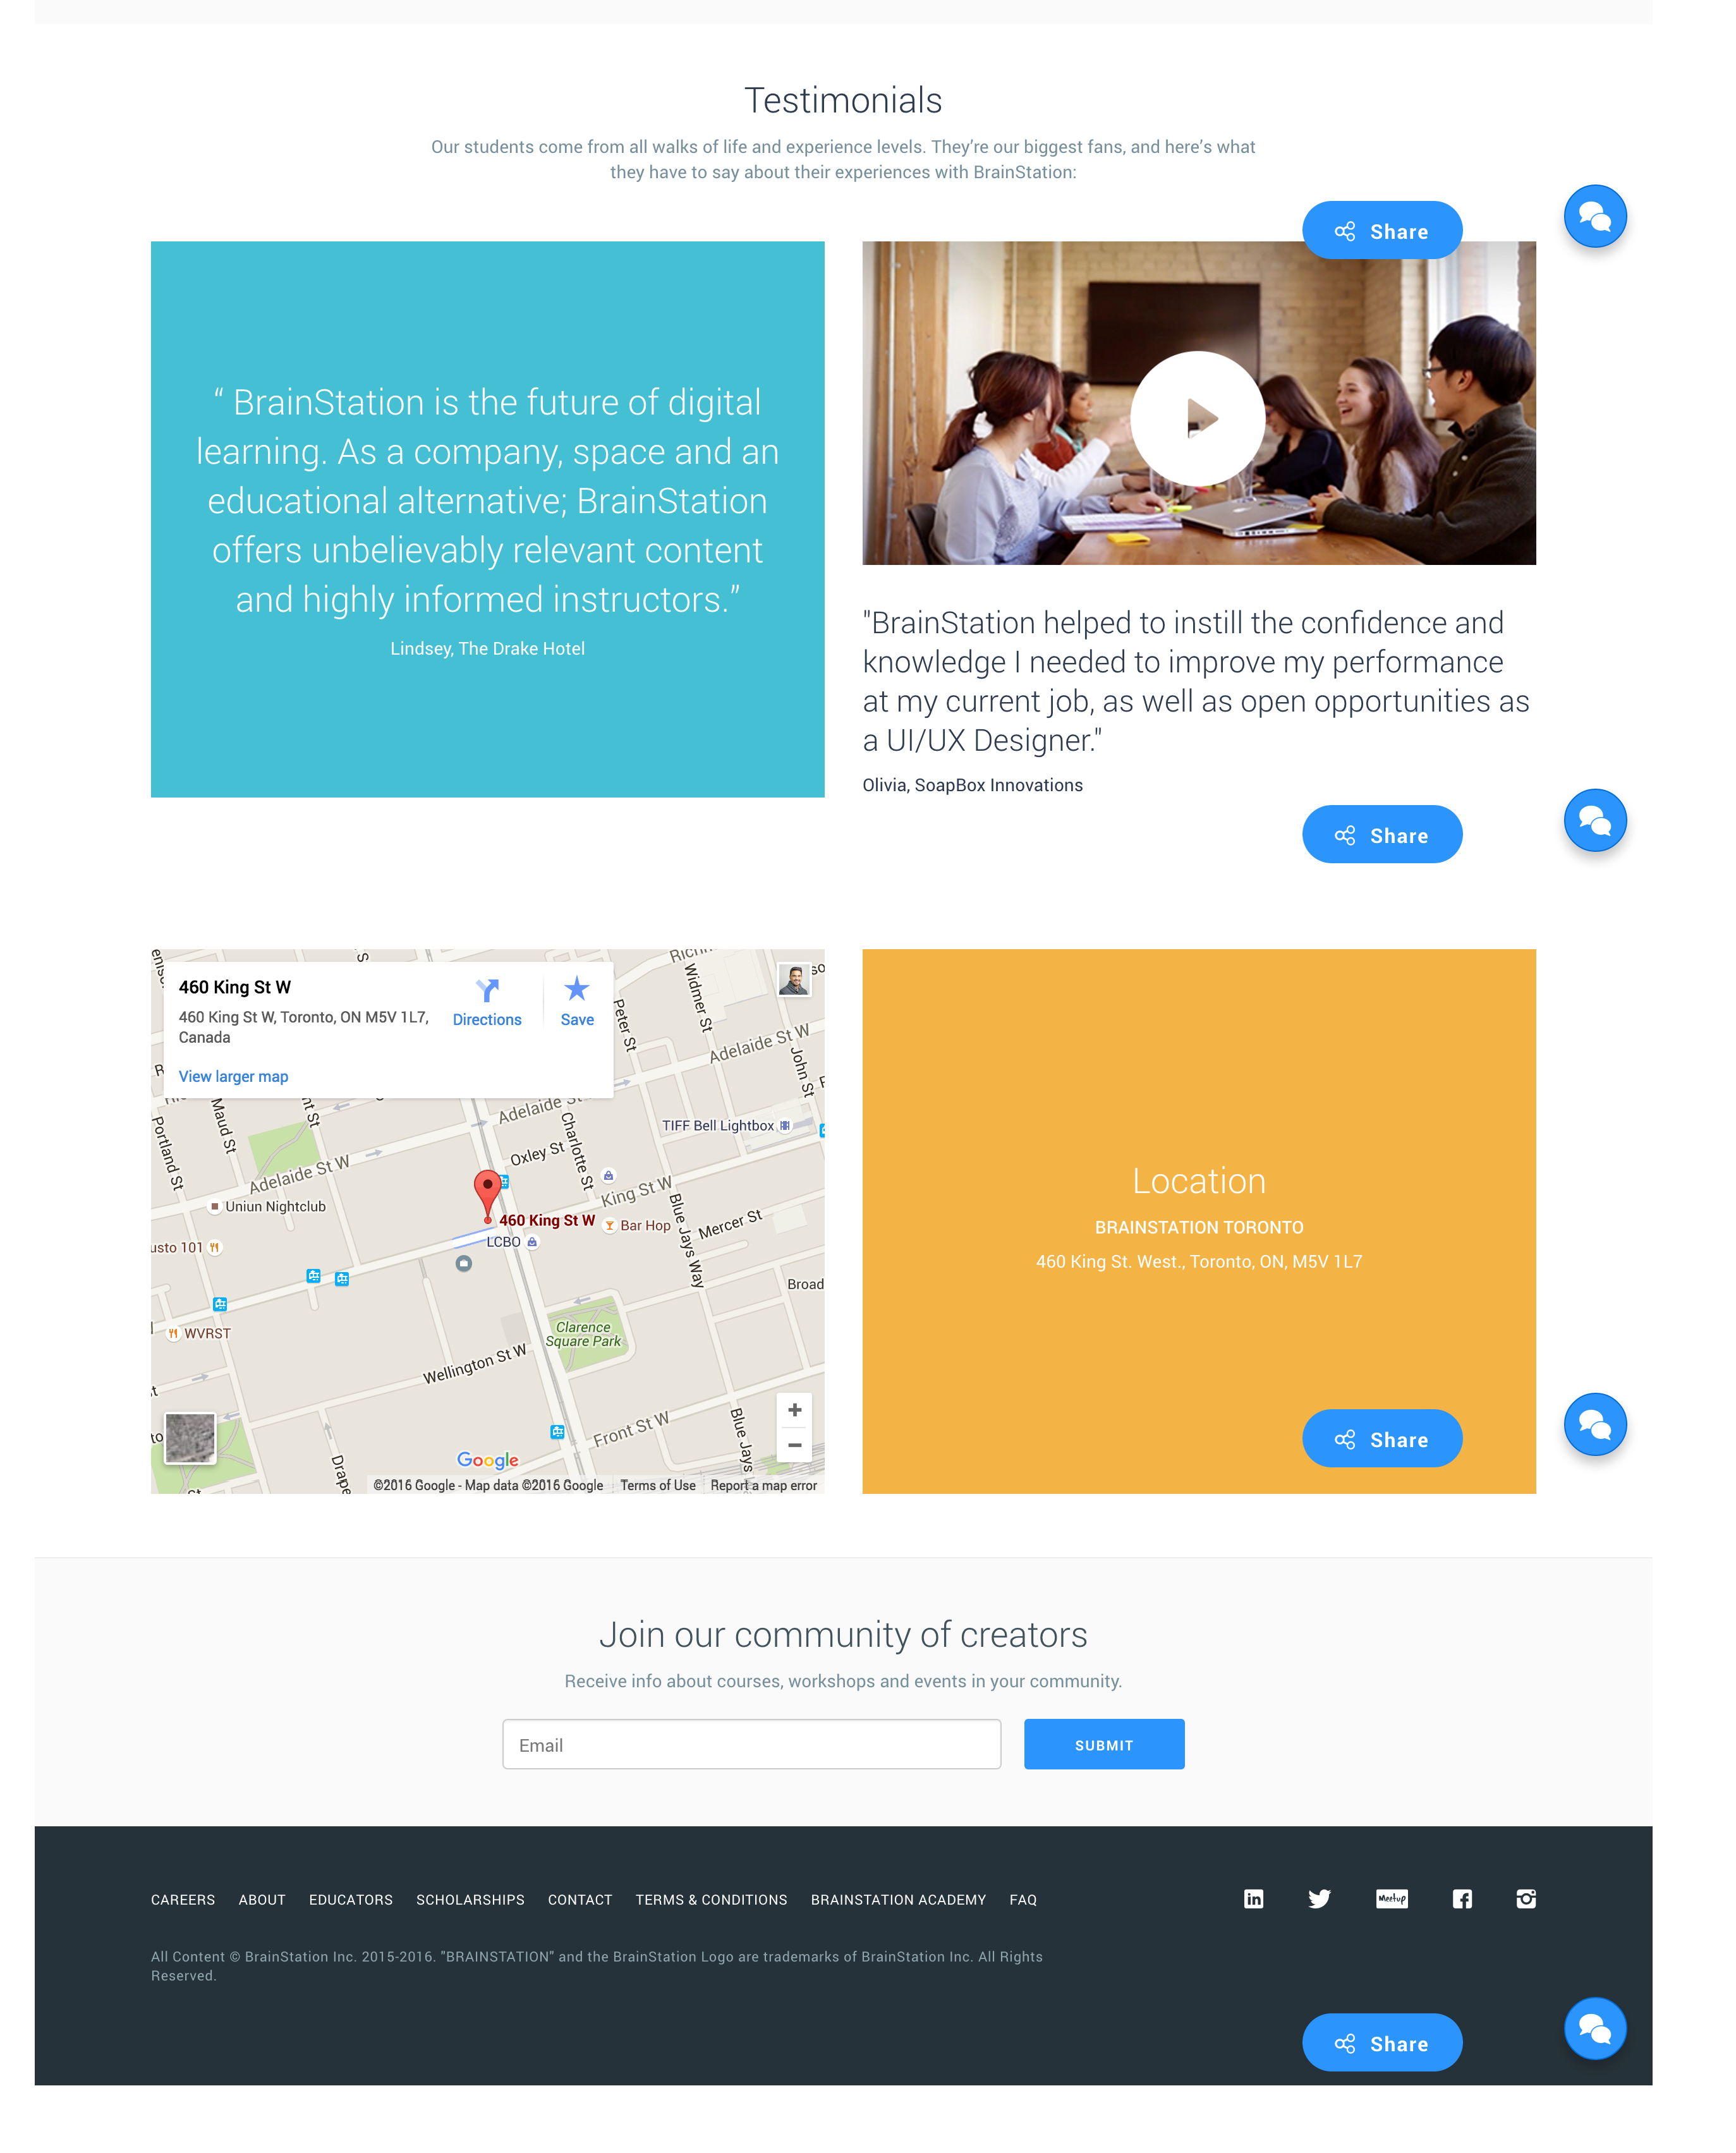 Testimonials
Our students come from all walks of life and experience levels. They’re our biggest fans, and here’s what
they have to say about their experiences with BrainStation:
Share
“ BrainStation is the future of digital
learning. As a company, space and an
educational alternative; BrainStation
offers unbelievably relevant content
and highly informed instructors.”
Lindsey, The Drake Hotel
"BrainStation helped to instill the confidence and
knowledge I needed to improve my performance
at my current job, as well as open opportunities as
a UI/UX Designer."
Olivia, SoapBox Innovations
Share
460 King St W
460 King St W, Toronto, ON M5V 1L7,
Canada
Directions
Save
View larger map
Peter St
Widmer St
Adelaide St W
John St
Maud St
Portland St
Adelaide St
Charlotte St
TIFF Bell Lightbox
Oxley St
Adelaide St W
King St W
Uniun Nightclub
460 King St W
Bar Hop
Blue Jays Way
Mercer St
LCBO
usto 101
Broad
WVRST
Clarence
Square Park
Wellington St W
Front St W
Blue Jays
Drape
Google
+
−
©2016 Google - Map data ©2016 Google
Terms of Use
Report a map error
Location
BRAINSTATION TORONTO
460 King St. West., Toronto, ON, M5V 1L7
Share
Join our community of creators
Receive info about courses, workshops and events in your community.
Email
SUBMIT
CAREERS ABOUT EDUCATORS SCHOLARSHIPS CONTACT TERMS & CONDITIONS BRAINSTATION ACADEMY FAQ
in
Meetup
f
All Content © BrainStation Inc. 2015-2016. "BRAINSTATION" and the BrainStation Logo are trademarks of BrainStation Inc. All Rights
Reserved.
Share